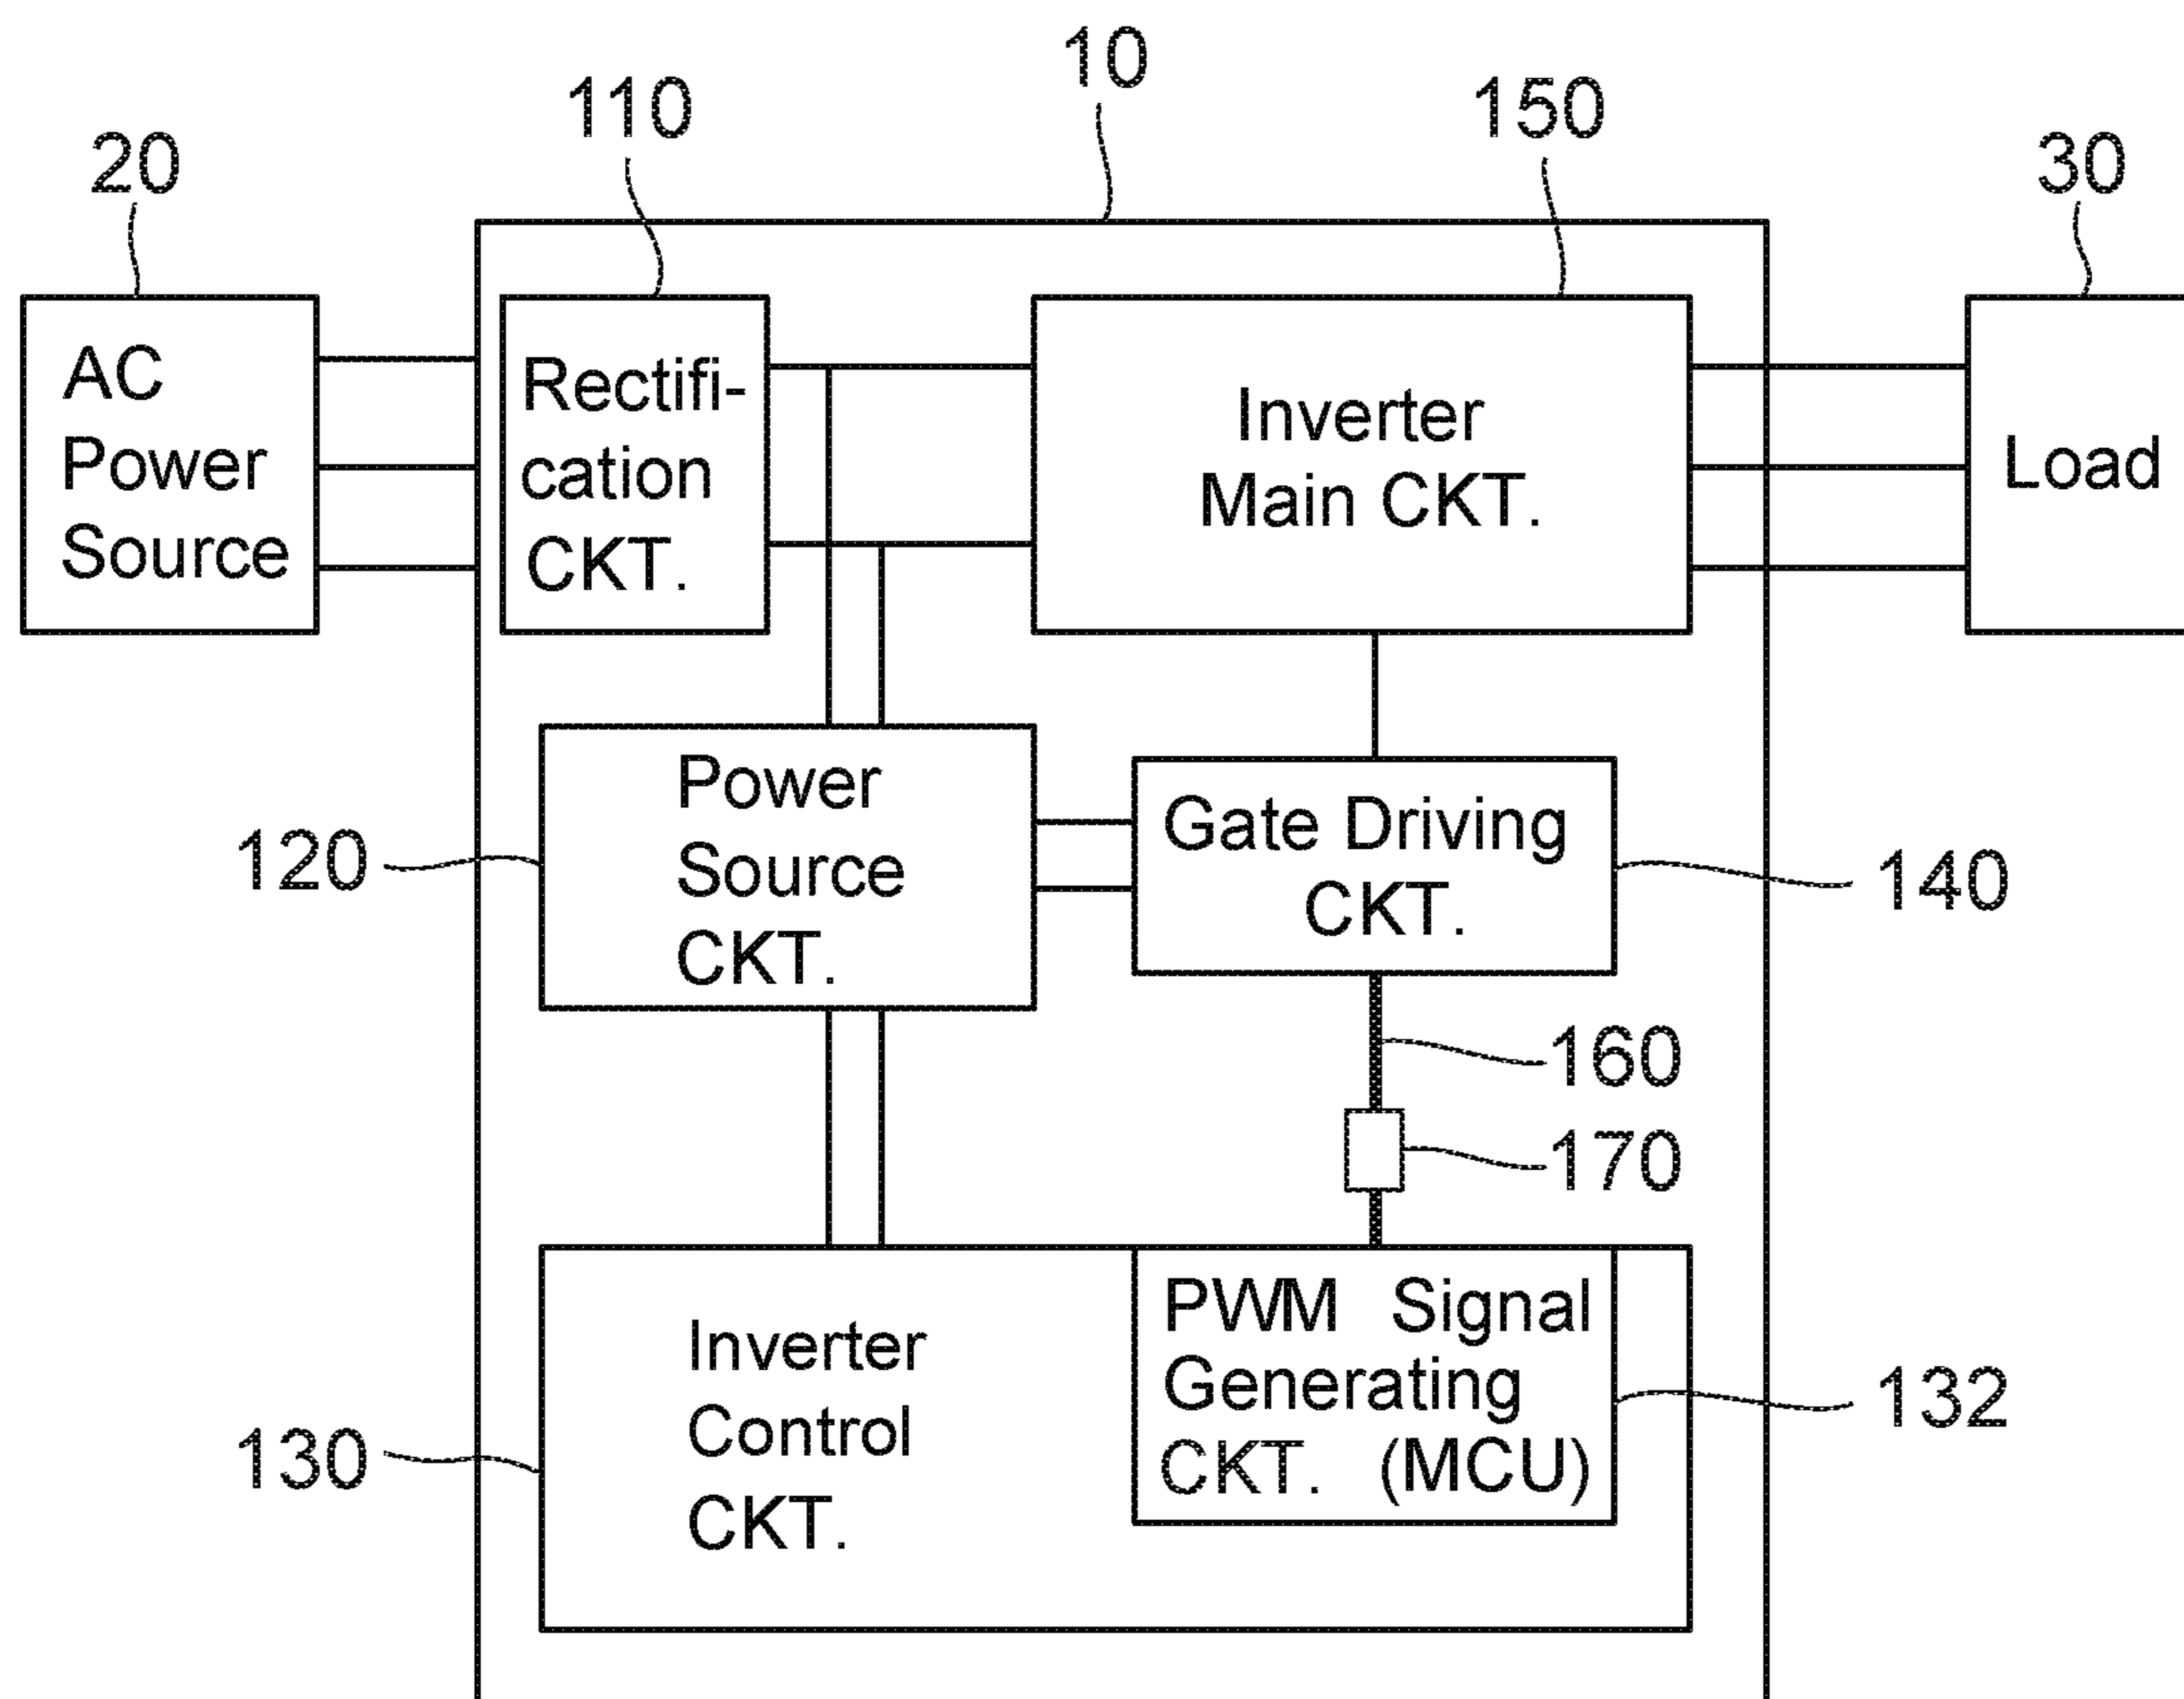 10
110
150
20
30
AC
Power
Source
Rectifi-
cation
CKT.
Inverter
Main CKT.
Load
Power
Source
CKT.
Gate Driving
CKT.
120
140
160
170
PWM Signal
Generating
CKT. (MCU)
Inverter
Control
CKT.
132
130